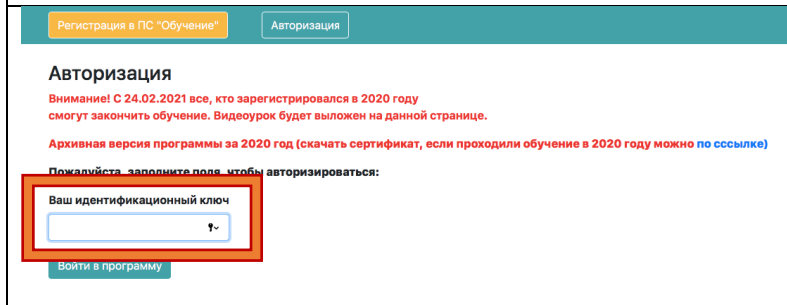 Регистрация в ПС "Обучение"
Авторизация
Авторизация
Внимание! С 24.02.2021 все, кто зарегистрировался в 2020 году
смогут закончить обучение. Видеоурок будет выложен на данной странице.
Архивная версия программы за 2020 год (скачать сертификат, если проходили обучение в 2020 году можно по сссылке)
Пожалуйста, заполните поля, чтобы авторизироваться:
Ваш идентификационный ключ
Войти в программу